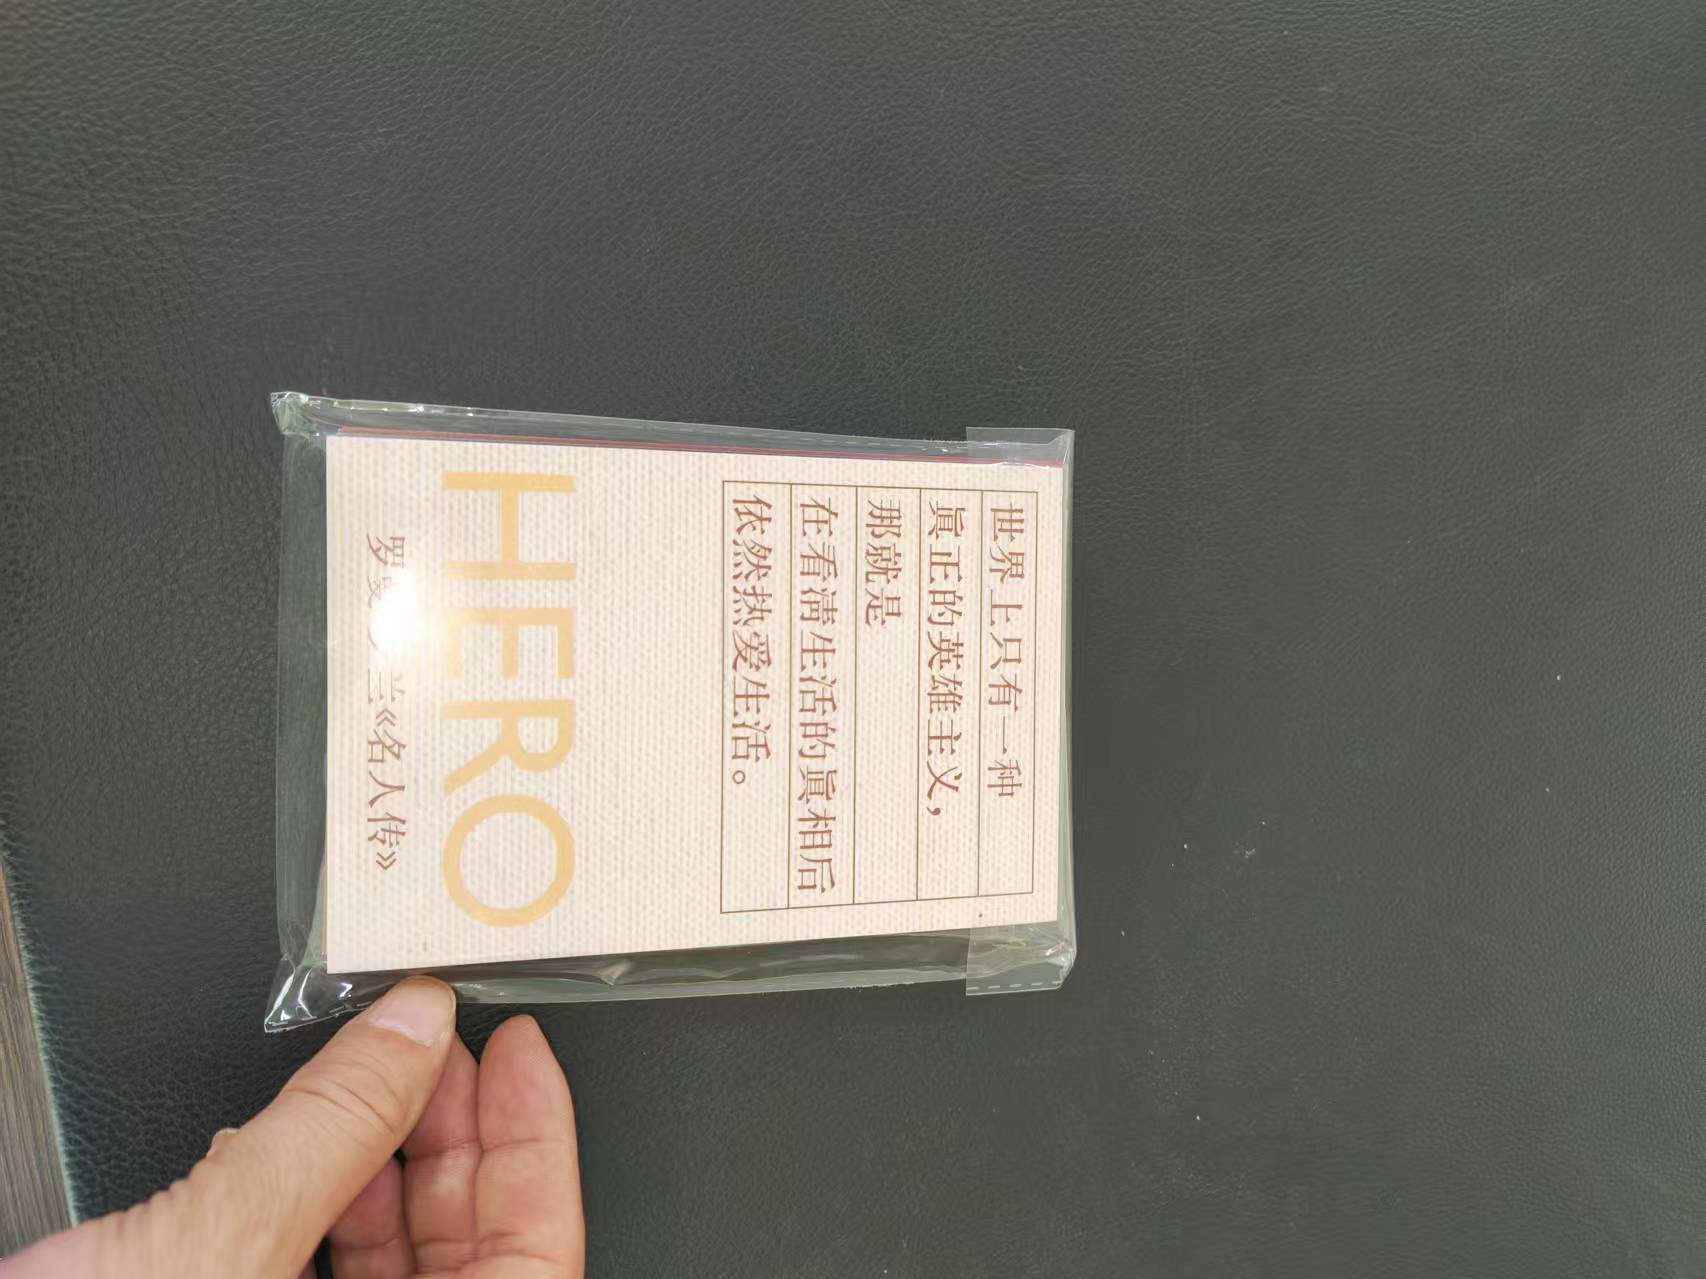 世界上只有一种
真正的英雄主义，
那就是
在看清生活的真相后
依然热爱生活。
HERO
罗曼 兰《名人传》